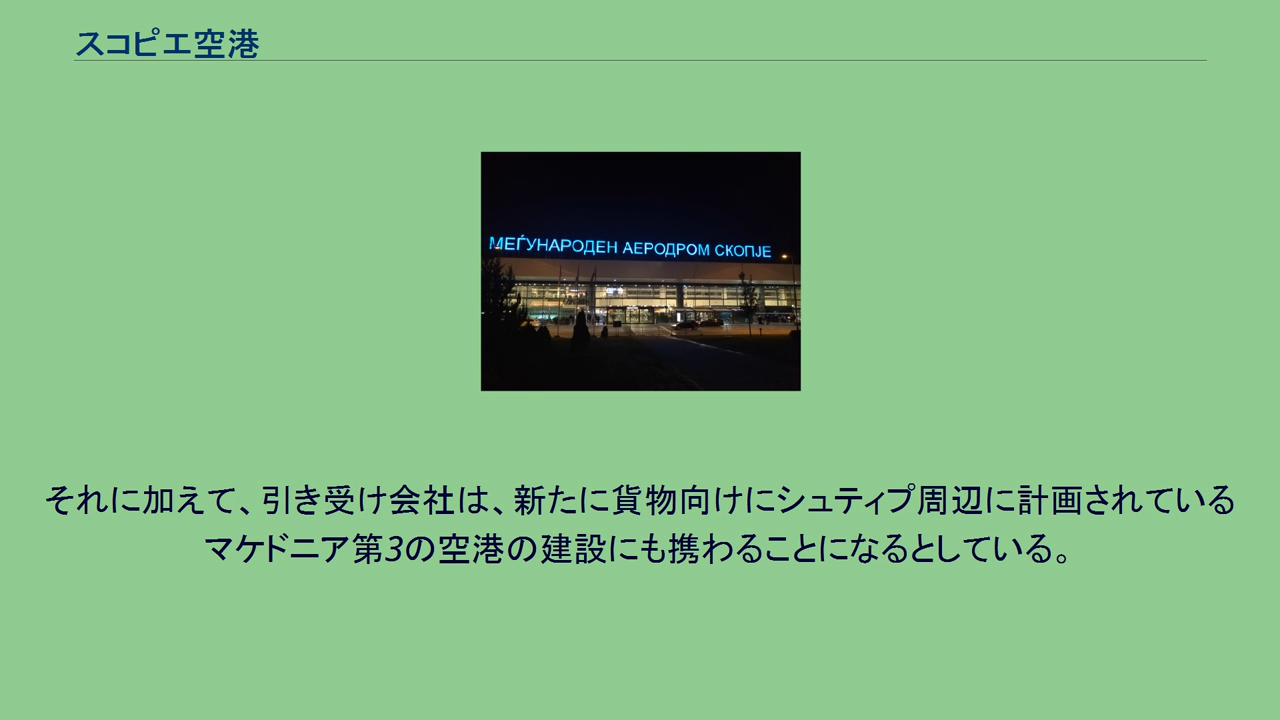 スコピエ空港
МЕЃУНАРОДЕН АЕРОДРОМ СКОПЈЕ
それに加えて、引き受け会社は、新たに貨物向けにシュティプ周辺に計画されている
マケドニア第3の空港の建設にも携わることになるとしている。